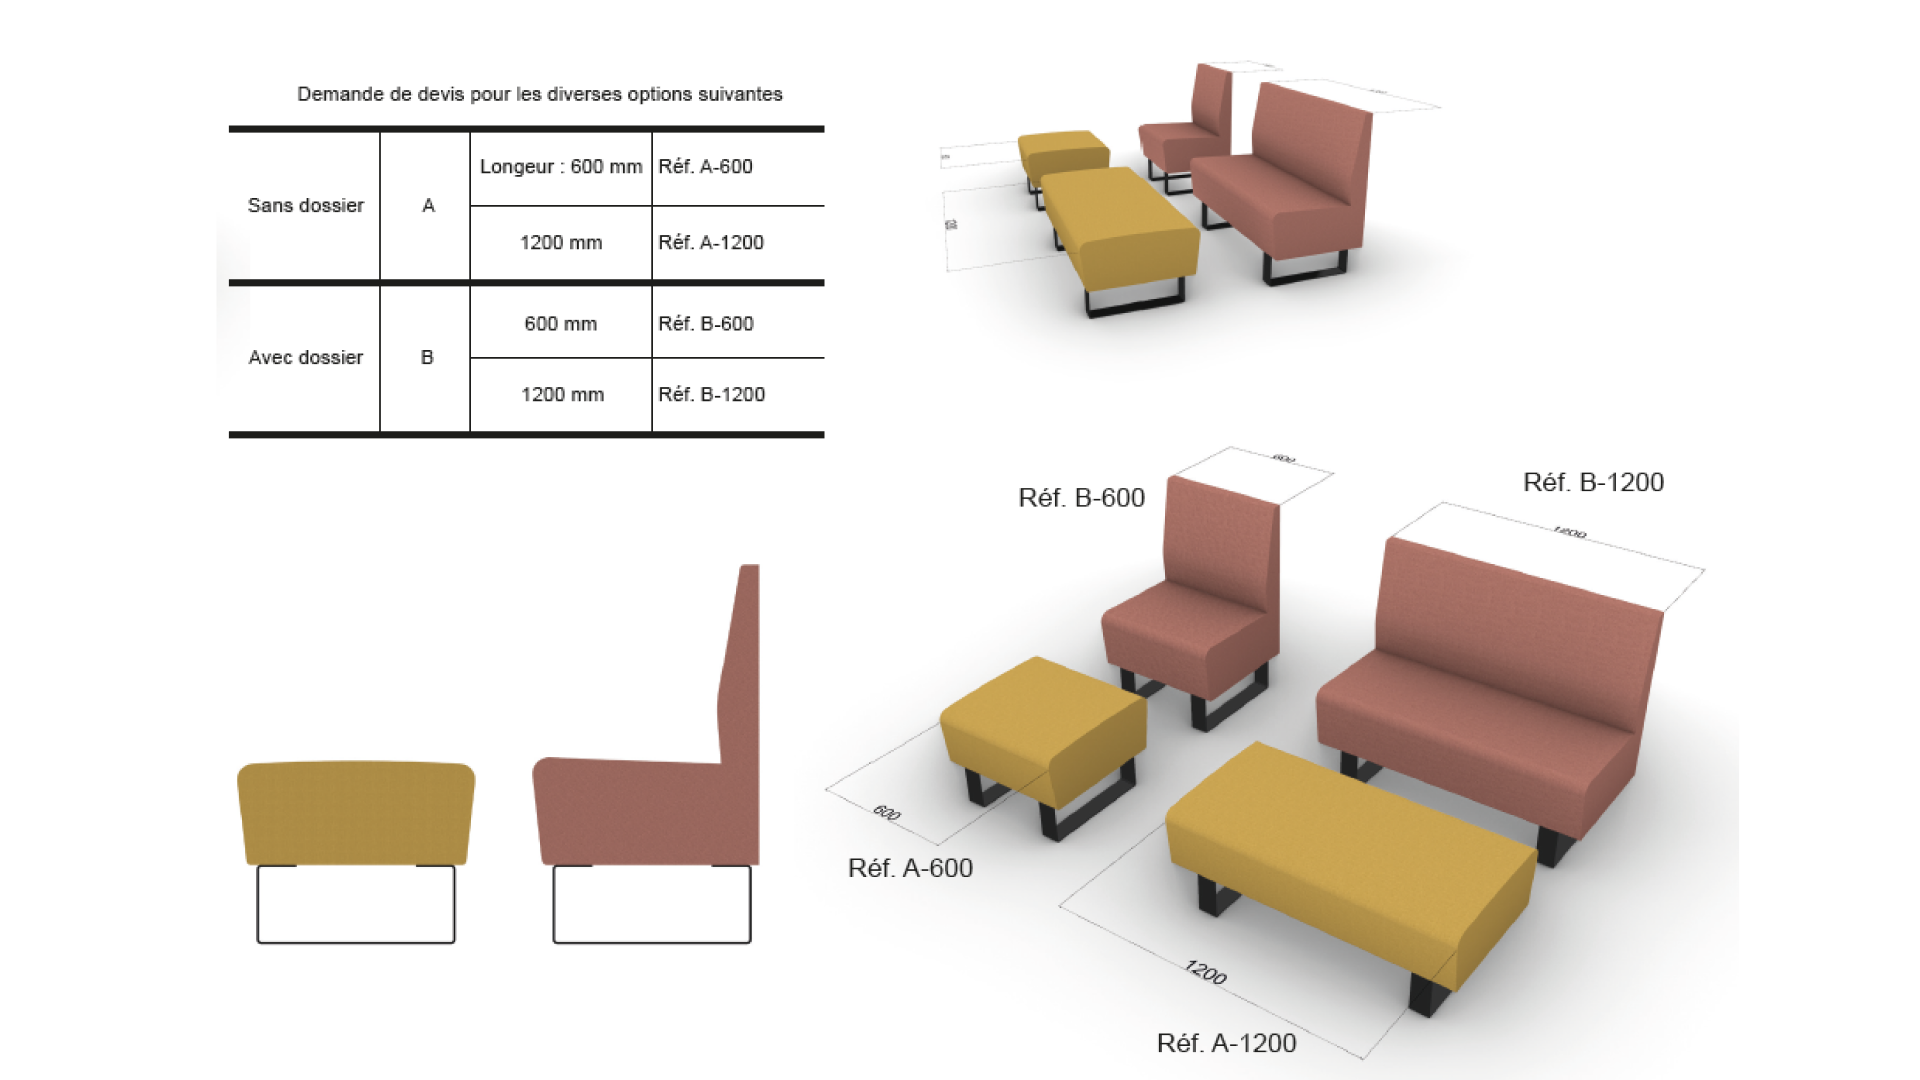 Demande de devis pour les diverses options suivantes
Sans dossier
A
Longeur : 600 mm
Réf. A-600
1200 mm
Réf. A-1200
Avec dossier
B
600 mm
Réf. B-600
1200 mm
Réf. B-1200
Réf. B-600
600
Réf. B-1200
1200
600
Réf. A-600
1200
Réf. A-1200